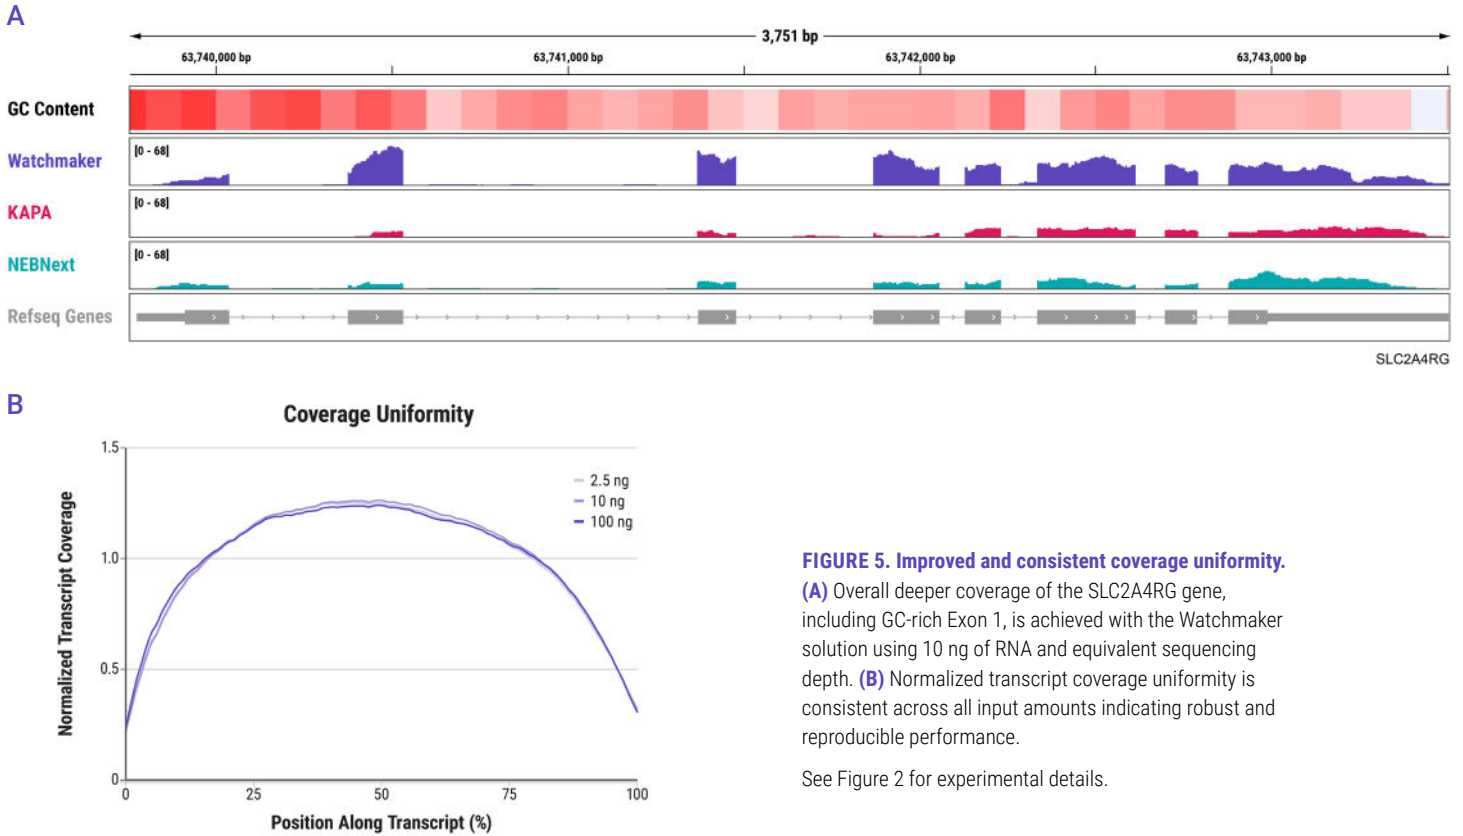 A
3,751 bp
63,740,000 bp 63,741,000 bp 63,742,000 bp 63,743,000 bp
GC Content
Watchmaker [0 - 68]
KAPA [0 - 68]
NEBNext [0 - 68]
Refseq Genes
SLC2A4RG
B
Coverage Uniformity
Normalized Transcript Coverage
1.5
1.0
0.5
0
2.5 ng
10 ng
100 ng
0 25 50 75 100
Position Along Transcript (%)
FIGURE 5. Improved and consistent coverage uniformity.
(A) Overall deeper coverage of the SLC2A4RG gene,
including GC-rich Exon 1, is achieved with the Watchmaker
solution using 10 ng of RNA and equivalent sequencing
depth. (B) Normalized transcript coverage uniformity is
consistent across all input amounts indicating robust and
reproducible performance.
See Figure 2 for experimental details.